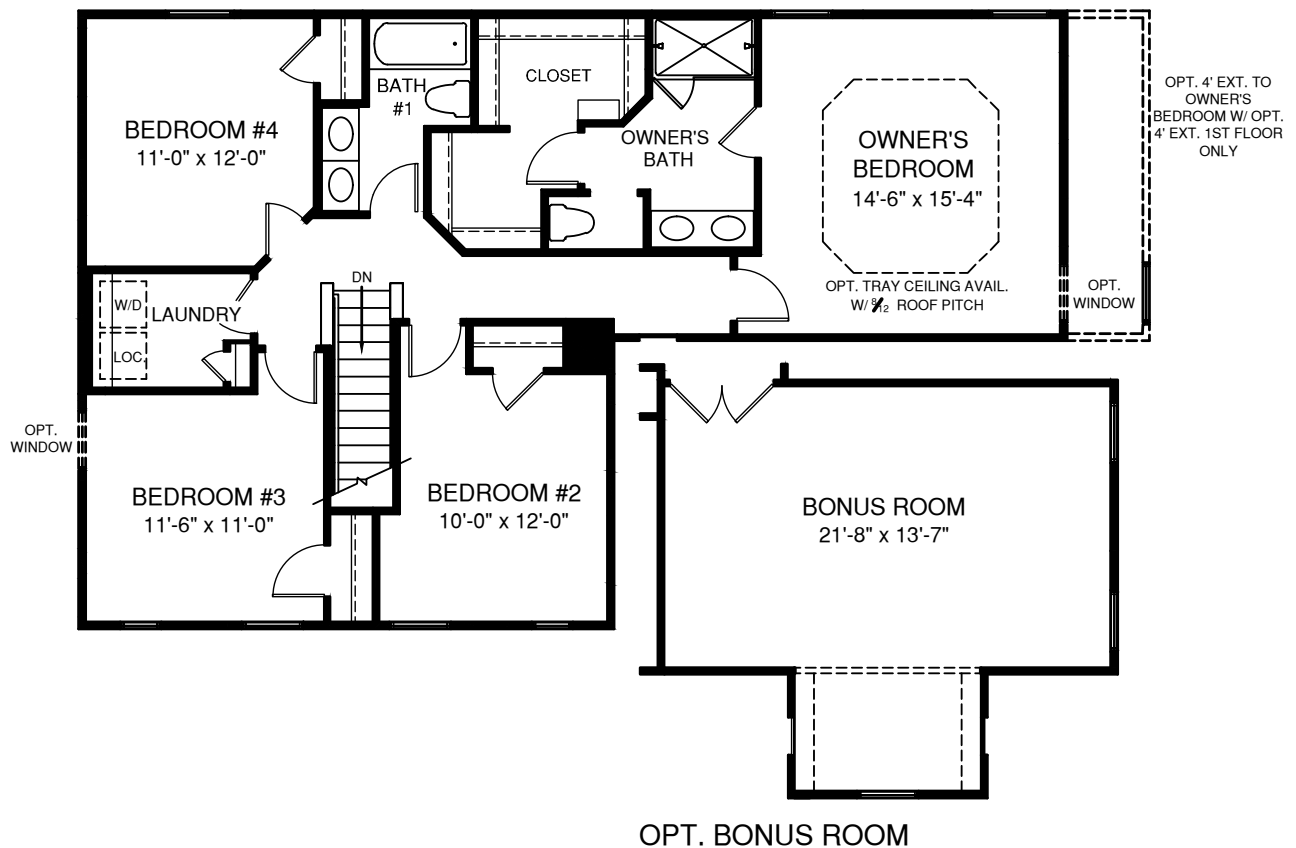 BEDROOM #4
11'-0" x 12'-0"
BATH
#1
CLOSET
OWNER'S
BATH
OWNER'S
BEDROOM
14'-6" x 15'-4"
OPT. TRAY CEILING AVAIL.
W/ 8/12 ROOF PITCH
OPT. 4' EXT. TO
OWNER'S
BEDROOM W/ OPT.
4' EXT. 1ST FLOOR
ONLY
OPT.
WINDOW
DN
W/D
LAUNDRY
LOC.
OPT.
WINDOW
BEDROOM #3
11'-6" x 11'-0"
BEDROOM #2
10'-0" x 12'-0"
BONUS ROOM
21'-8" x 13'-7"
OPT. BONUS ROOM